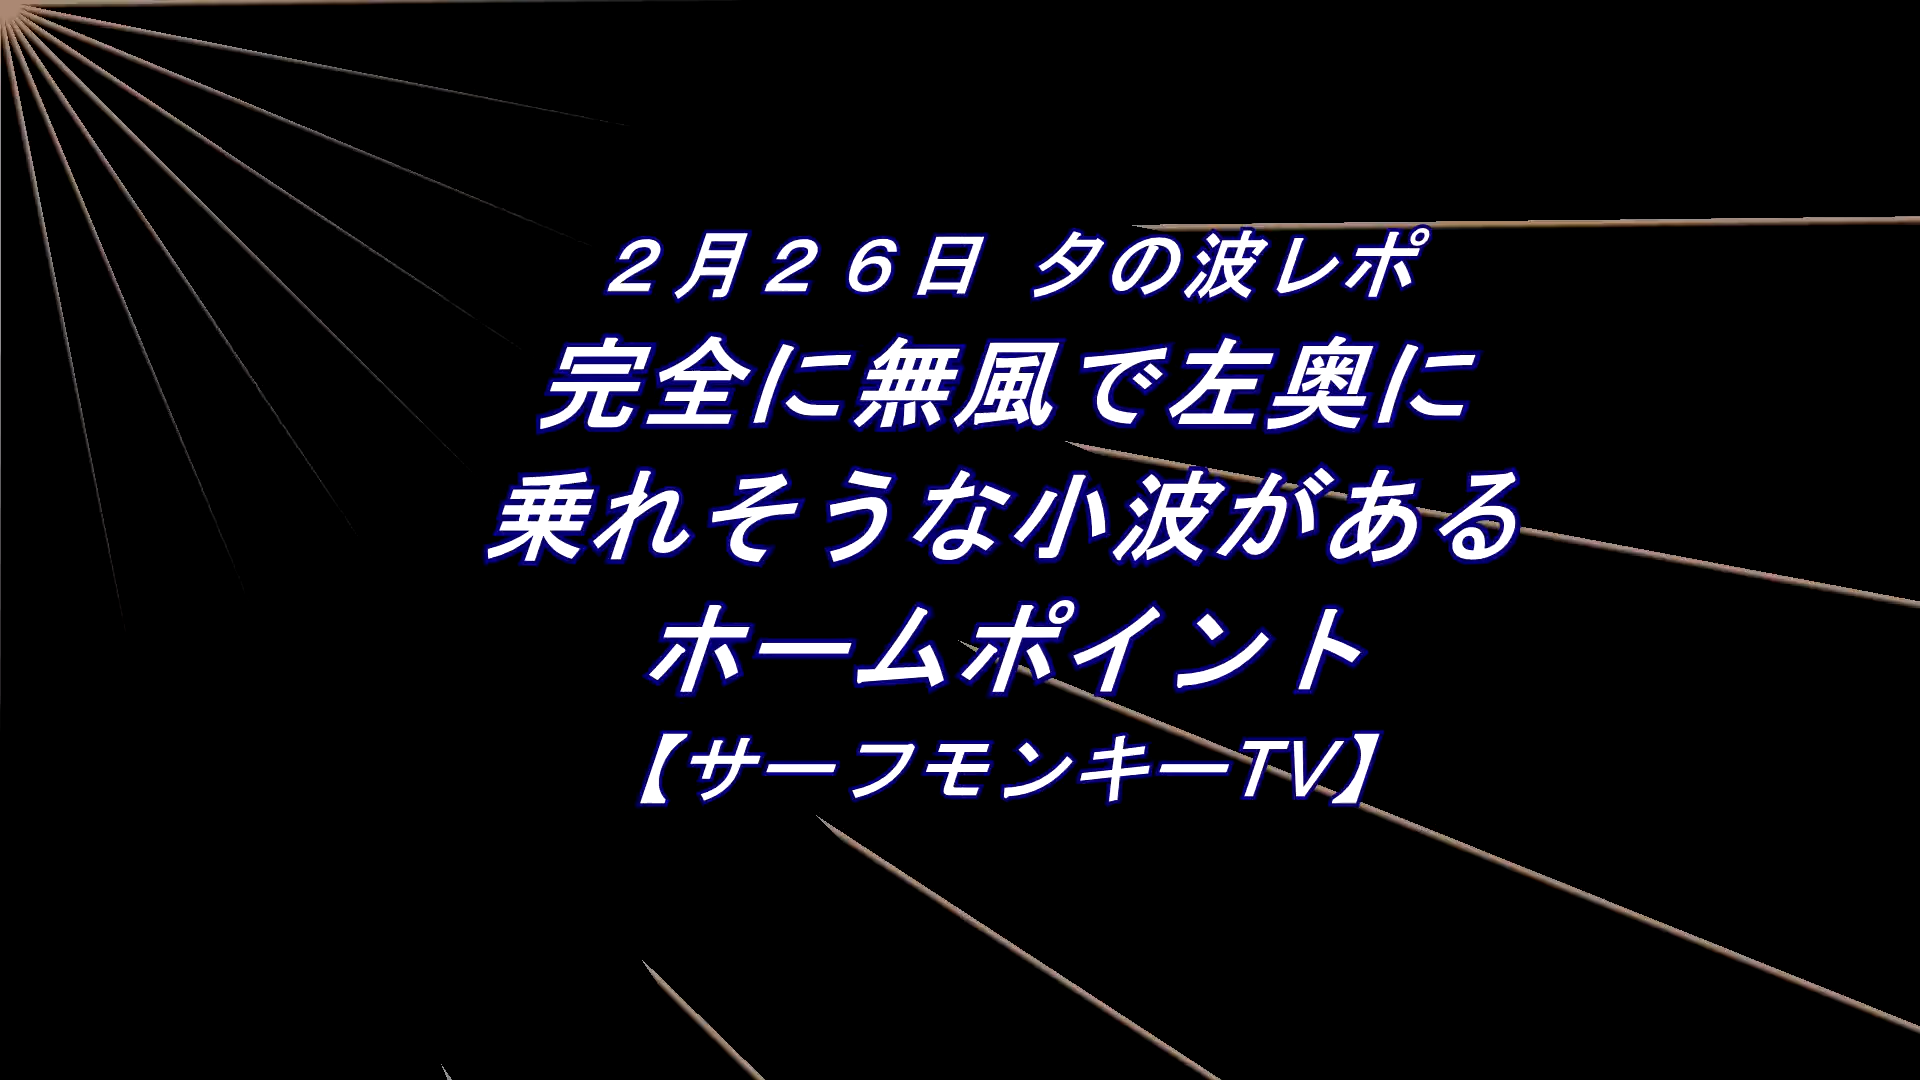 ２月２６日 夕の波レポ
完全に無風で左奥に
乗れそうな小波がある
ホームポイント
【サーフモンキーTV】